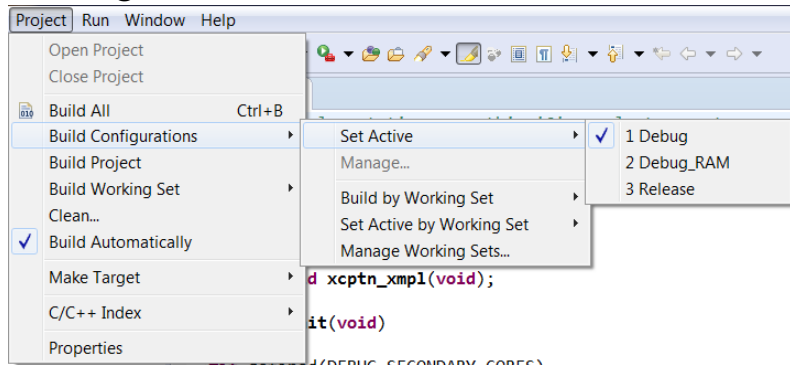 Project Run Window Help
Open Project
Close Project
Build All Ctrl+B
Build Configurations
Build Project
Build Working Set
Clean...
Build Automatically
Make Target
C/C++ Index
Properties
Set Active
Manage...
Build by Working Set
Set Active by Working Set
Manage Working Sets...
1 Debug
2 Debug_RAM
3 Release
d xcptn_xmpl(void);
it(void)